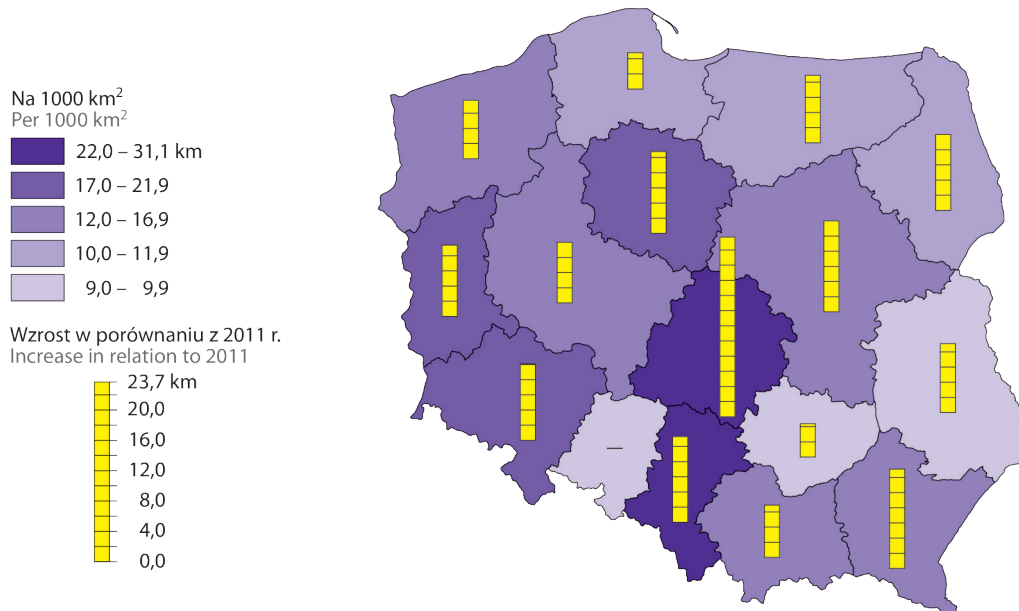 Na 1000 km²
Per 1000 km²
22,0 – 31,1 km
17,0 – 21,9
12,0 – 16,9
10,0 – 11,9
9,0 – 9,9
Wzrost w porównaniu z 2011 r.
Increase in relation to 2011
23,7 km
20,0
16,0
12,0
8,0
4,0
0,0